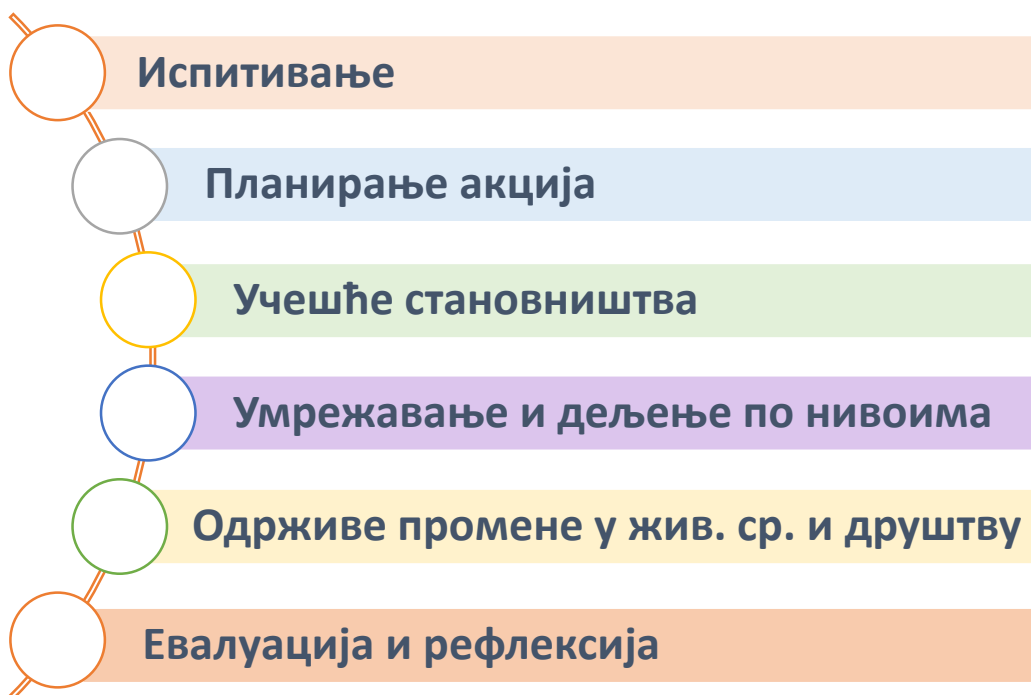 Испитивање
Планирање акција
Учешће становништва
Умрежавање и дељење по нивоима
Одрживе промене у жив. ср. и друштву
Евалуација и рефлексија